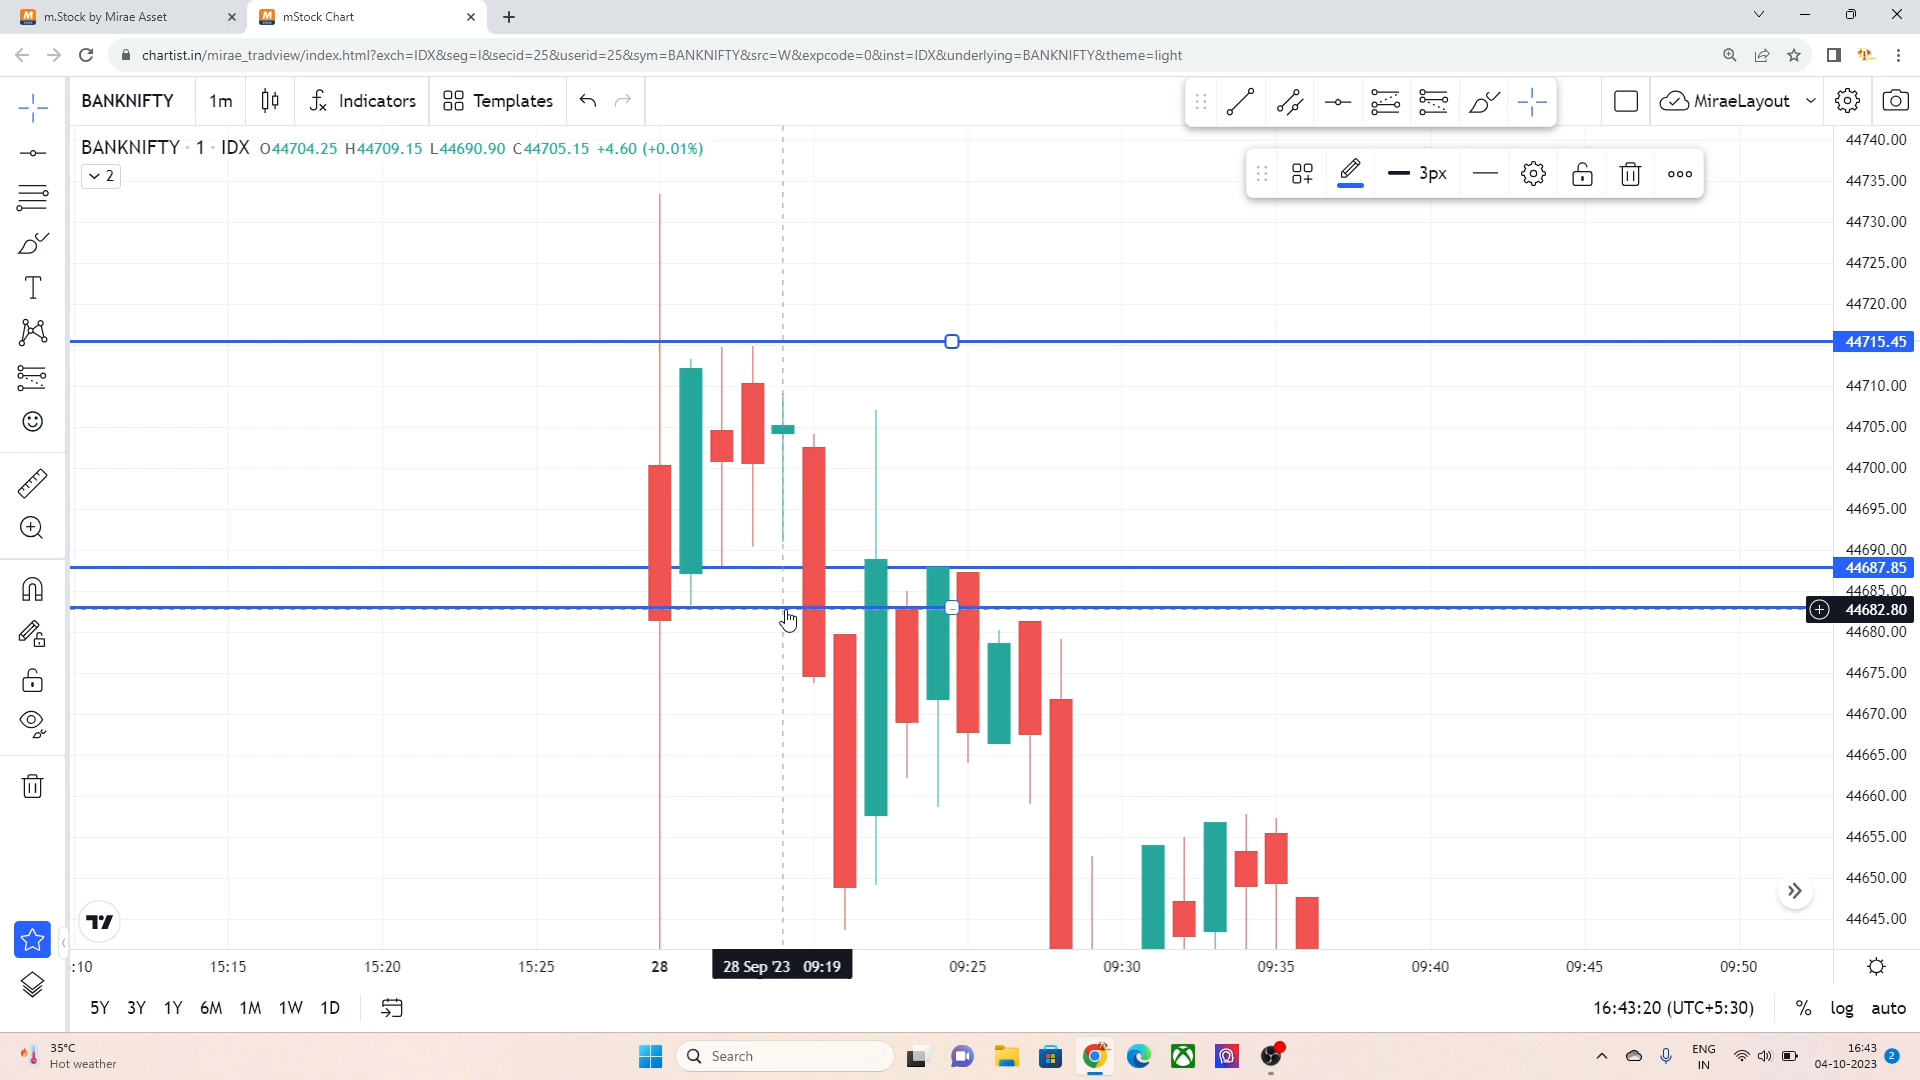 m.Stock by Mirae Asset
mStock Chart
chartist.in/mirae_tradview/index.html?exch=IDX&seg=I&secid=25&userid=25&sym=BANKNIFTY&src=W&expcode=0&inst=IDX&underlying=BANKNIFTY&theme=light
BANKNIFTY 1m Indicators Templates MiraeLayout
BANKNIFTY · 1 · IDX O44704.25 H44709.15 L44690.90 C44705.15 +4.60 (+0.01%)
2
3px
44740.00
44735.00
44730.00
44725.00
44720.00
44715.45
44710.00
44705.00
44700.00
44695.00
44690.00
44687.85
44685.00
44682.80
44680.00
44675.00
44670.00
44665.00
44660.00
44655.00
44650.00
44645.00
:10 15:15 15:20 15:25 28 28 Sep '23 09:19 09:25 09:30 09:35 09:40 09:45 09:50
5Y 3Y 1Y 6M 1M 1W 1D 16:43:20 (UTC+5:30) % log auto
35°C
Hot weather
Search
ENG
IN
16:43
04-10-2023
2